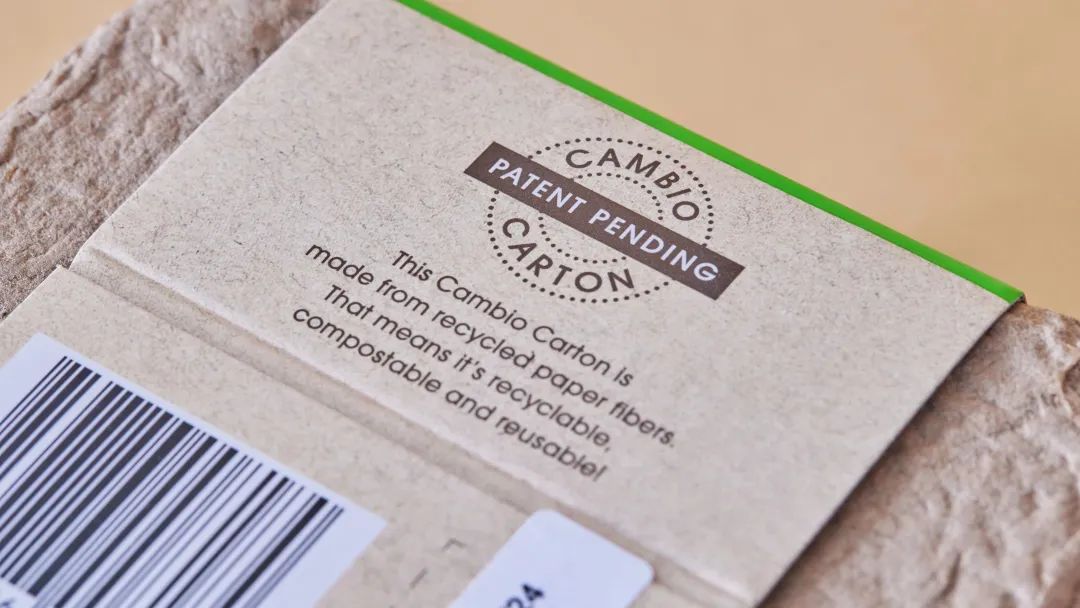 CAMBIO
PATENT PENDING
CARTON
This Cambio Carton is
made from recycled paper fibers.
That means it's recyclable,
compostable and reusable!
24